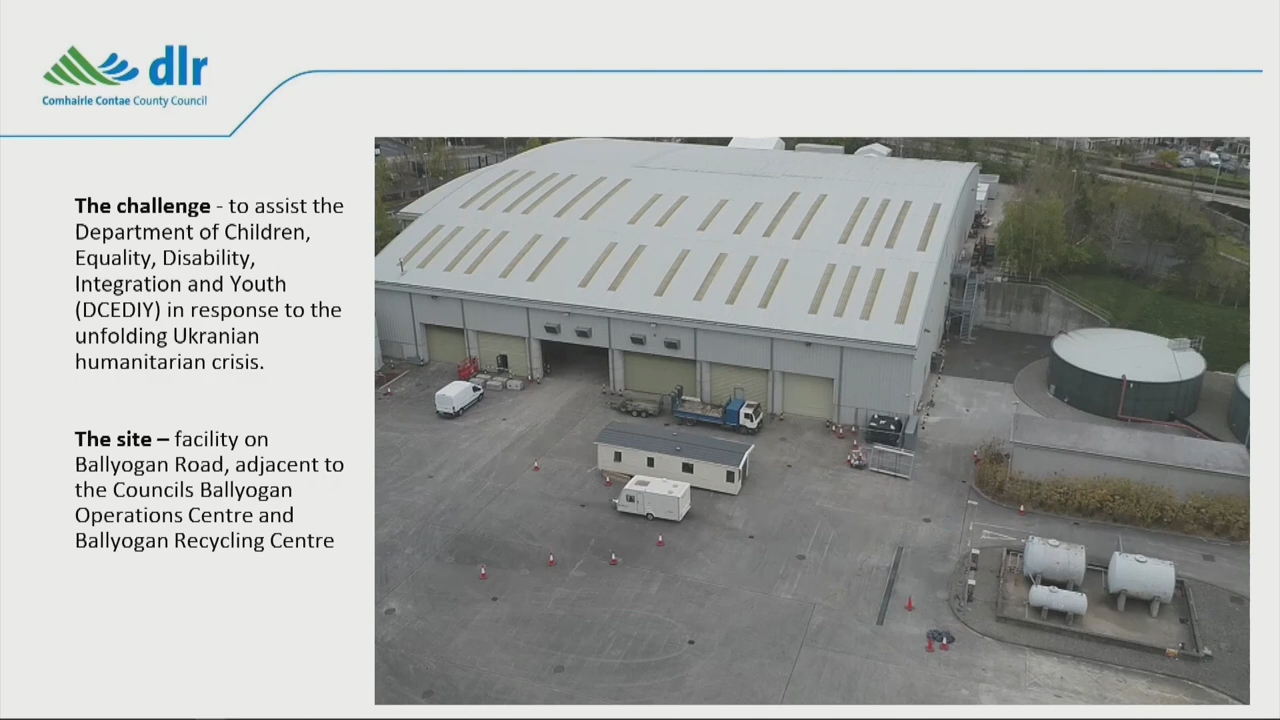 dlr
Comhairle Contae County Council
The challenge - to assist the
Department of Children,
Equality, Disability,
Integration and Youth
(DCEDIY) in response to the
unfolding Ukranian
humanitarian crisis.
The site – facility on
Ballyogan Road, adjacent to
the Councils Ballyogan
Operations Centre and
Ballyogan Recycling Centre